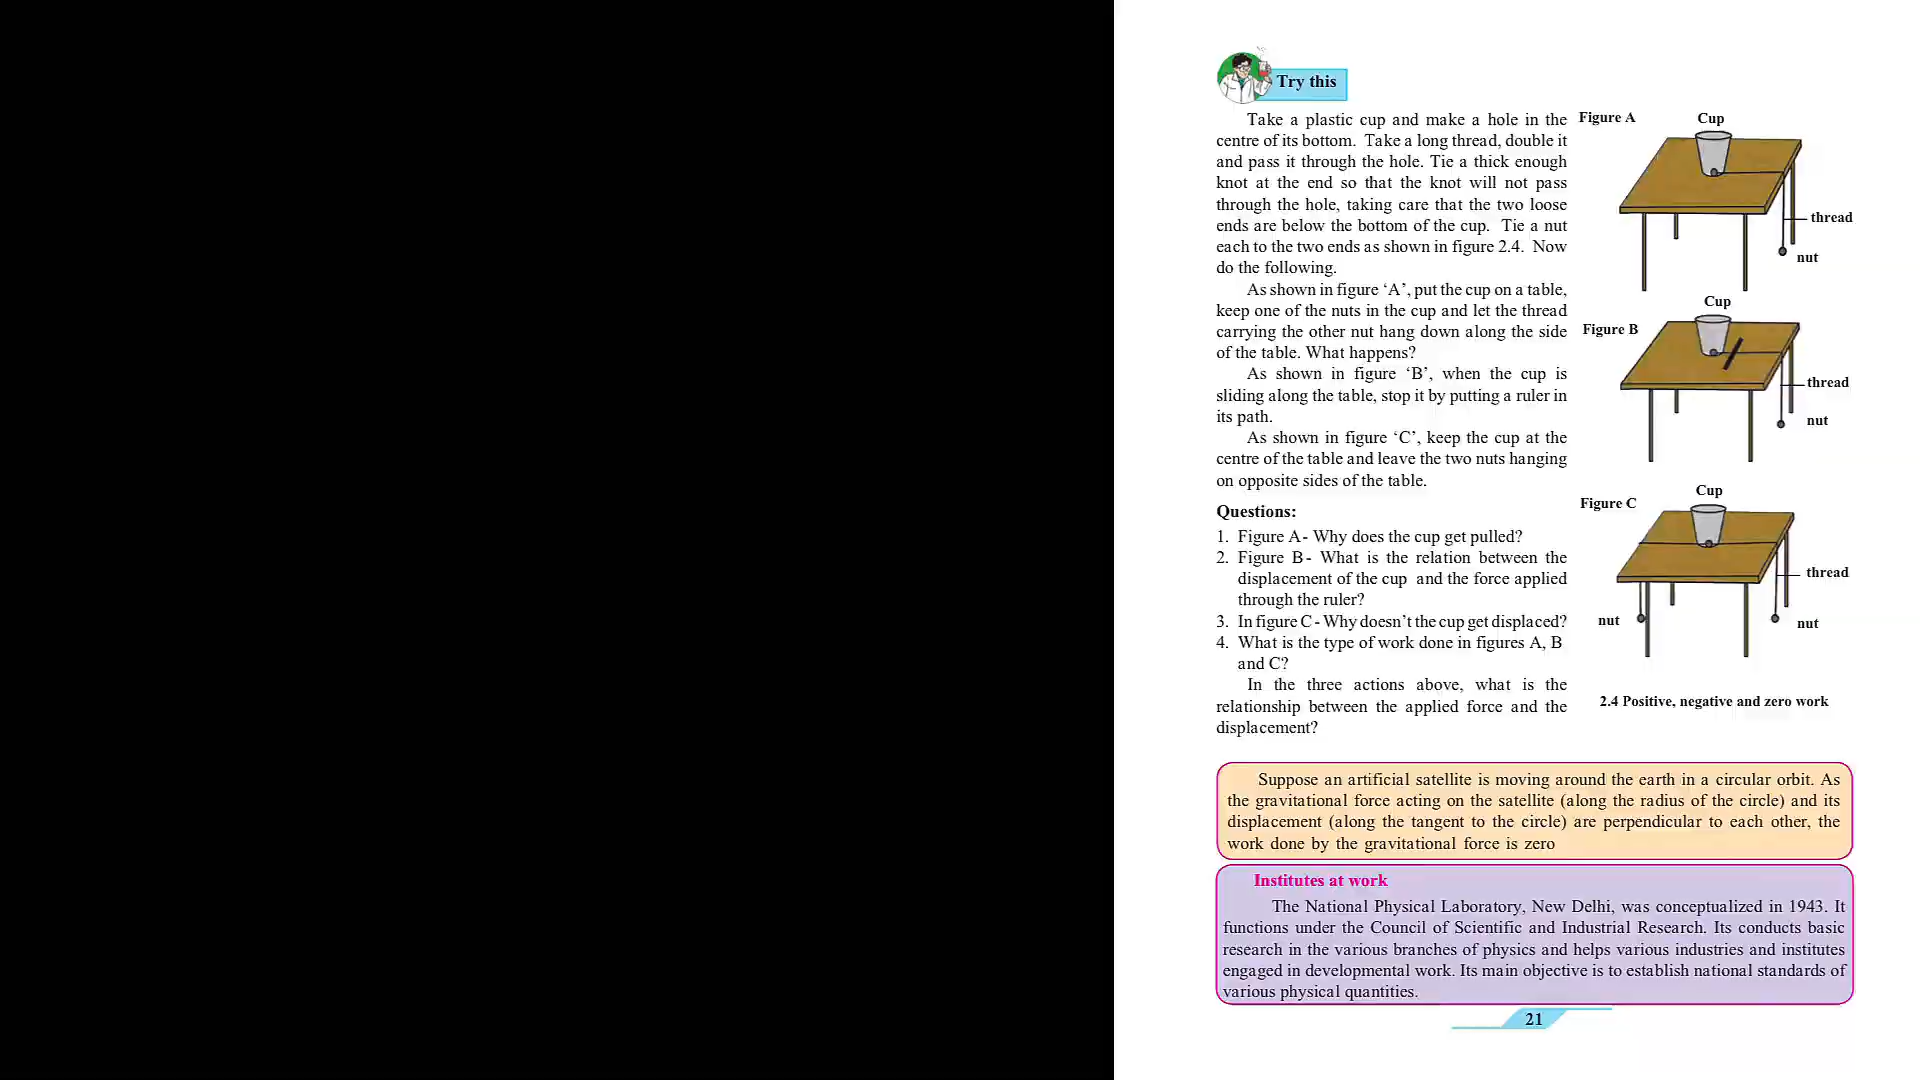 Try this
Take a plastic cup and make a hole in the
centre of its bottom. Take a long thread, double it
and pass it through the hole. Tie a thick enough
knot at the end so that the knot will not pass
through the hole, taking care that the two loose
ends are below the bottom of the cup. Tie a nut
each to the two ends as shown in figure 2.4. Now
do the following.
As shown in figure ‘A’, put the cup on a table,
keep one of the nuts in the cup and let the thread
carrying the other nut hang down along the side
of the table. What happens?
As shown in figure ‘B’, when the cup is
sliding along the table, stop it by putting a ruler in
its path.
As shown in figure ‘C’, keep the cup at the
centre of the table and leave the two nuts hanging
on opposite sides of the table.
Questions:
1. Figure A- Why does the cup get pulled?
2. Figure B- What is the relation between the
displacement of the cup and the force applied
through the ruler?
3. In figure C - Why doesn’t the cup get displaced?
4. What is the type of work done in figures A, B
and C?
In the three actions above, what is the
relationship between the applied force and the
displacement?
Figure A
Cup
thread
nut
Cup
Figure B
thread
nut
Cup
Figure C
thread
nut
nut
2.4 Positive, negative and zero work
Suppose an artificial satellite is moving around the earth in a circular orbit. As
the gravitational force acting on the satellite (along the radius of the circle) and its
displacement (along the tangent to the circle) are perpendicular to each other, the
work done by the gravitational force is zero
Institutes at work
The National Physical Laboratory, New Delhi, was conceptualized in 1943. It
functions under the Council of Scientific and Industrial Research. Its conducts basic
research in the various branches of physics and helps various industries and institutes
engaged in developmental work. Its main objective is to establish national standards of
various physical quantities.
21